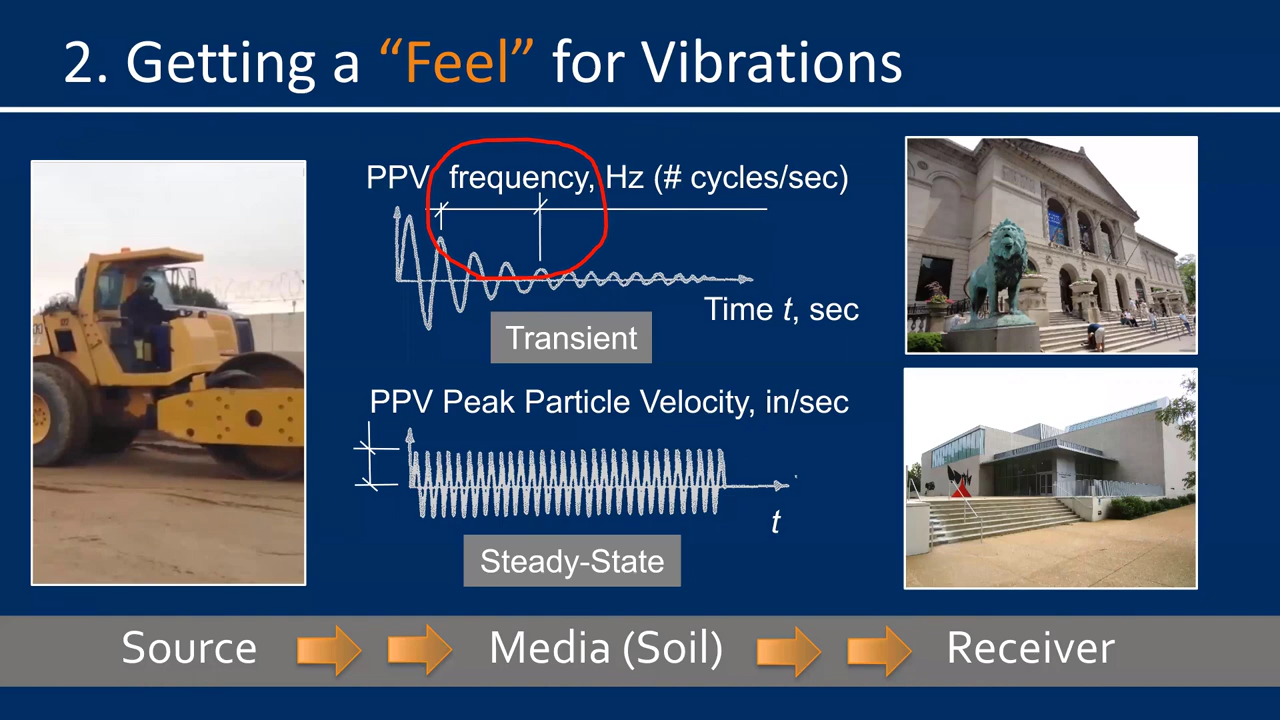 2. Getting a “Feel” for Vibrations
PPV, frequency, Hz (# cycles/sec)
Time t, sec
Transient
PPV Peak Particle Velocity, in/sec
t
Steady-State
Source
Media (Soil)
Receiver